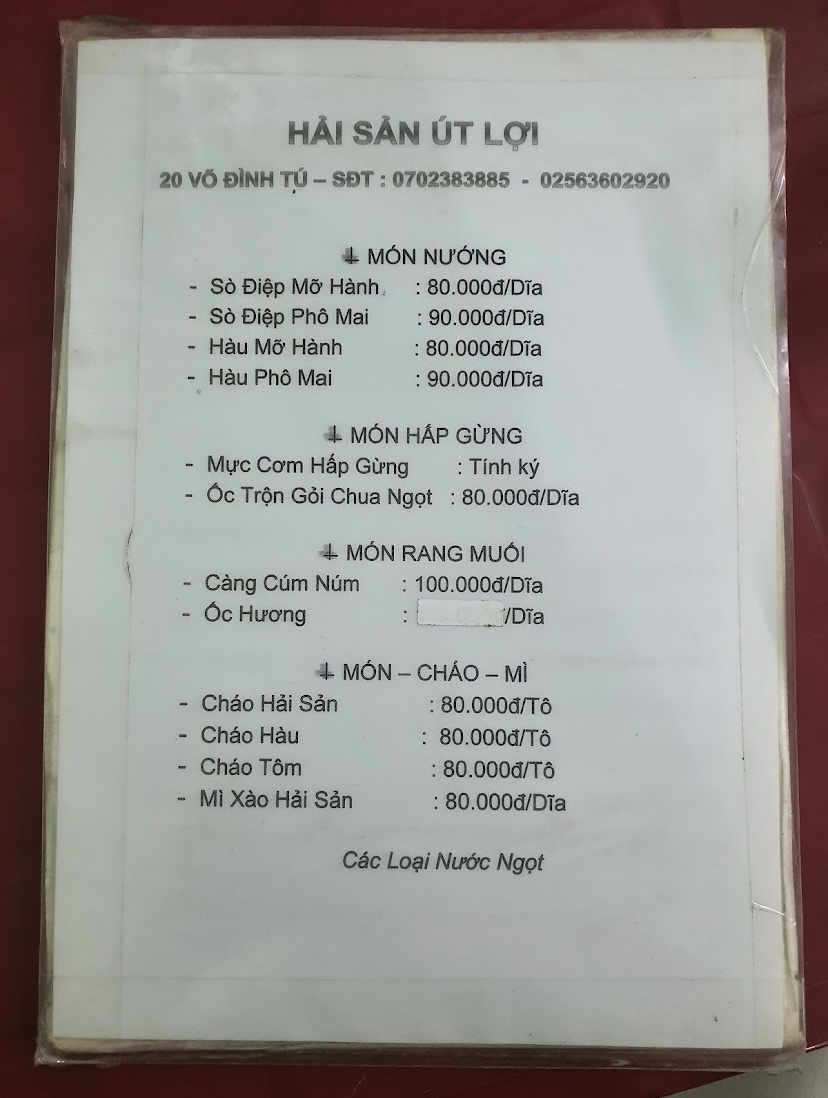 HẢI SẢN ÚT LỢI
20 VÕ ĐÌNH TÚ – SĐT : 0702383885 - 02563602920
MÓN NƯỚNG
- Sò Điệp Mỡ Hành : 80.000đ/Dĩa
- Sò Điệp Phô Mai : 90.000đ/Dĩa
- Hàu Mỡ Hành : 80.000đ/Dĩa
- Hàu Phô Mai : 90.000đ/Dĩa
MÓN HẤP GỪNG
- Mực Cơm Hấp Gừng : Tính ký
- Ốc Trộn Gỏi Chua Ngọt : 80.000đ/Dĩa
MÓN RANG MUỐI
- Càng Cúm Núm : 100.000đ/Dĩa
- Ốc Hương : /Dĩa
MÓN – CHÁO – MÌ
- Cháo Hải Sản : 80.000đ/Tô
- Cháo Hàu : 80.000đ/Tô
- Cháo Tôm : 80.000đ/Tô
- Mì Xào Hải Sản : 80.000đ/Dĩa
Các Loại Nước Ngọt